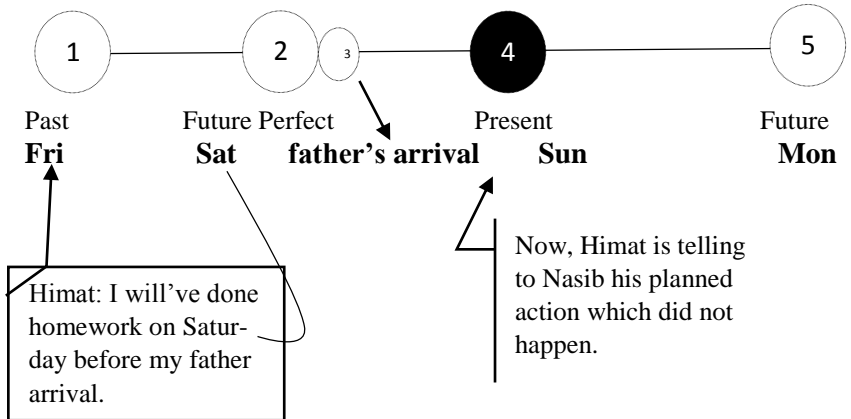 1 2 3 4 5
Past Future Perfect Present Future
Fri Sat father's arrival Sun Mon
Himat: I will've done
homework on Satur-
day before my father
arrival.
Now, Himat is telling
to Nasib his planned
action which did not
happen.